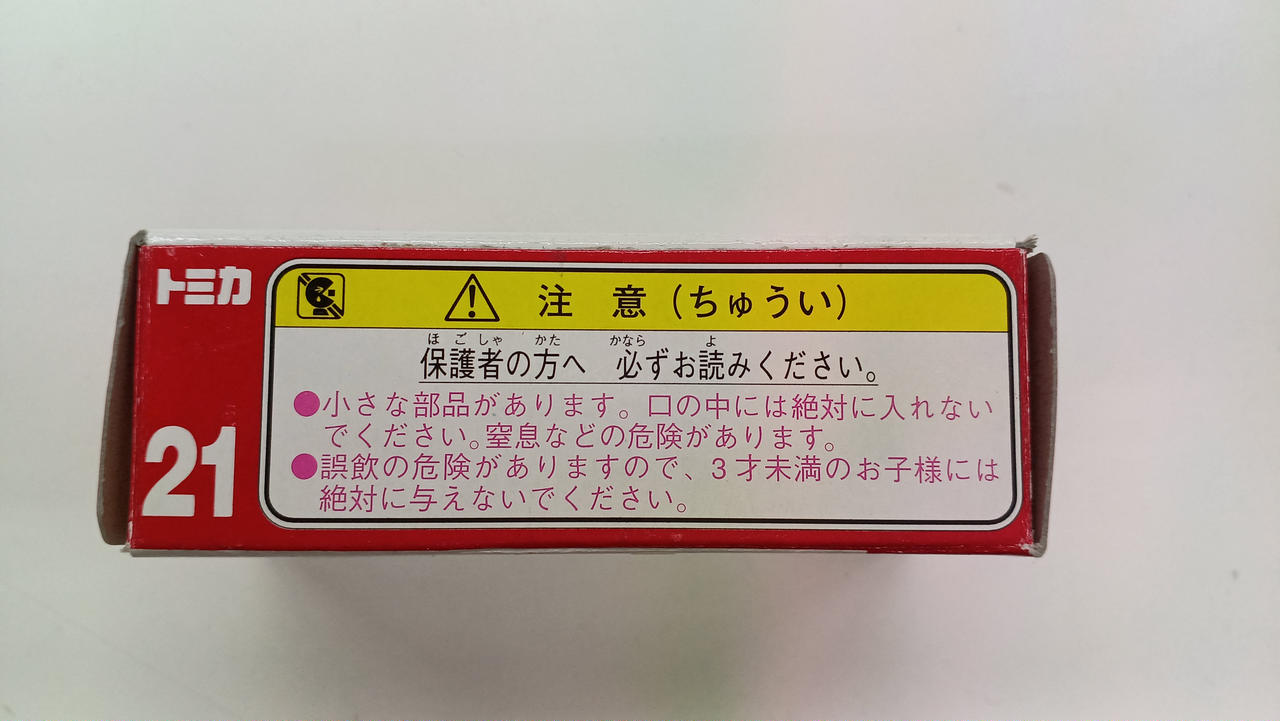 トミカ
21
注 意 (ちゅうい)
ほごしゃ かた かなら よ
保護者の方へ 必ずお読みください。
●小さな部品があります。口の中には絶対に入れない
でください。窒息などの危険があります。
●誤飲の危険がありますので、3才未満のお子様には
絶対に与えないでください。